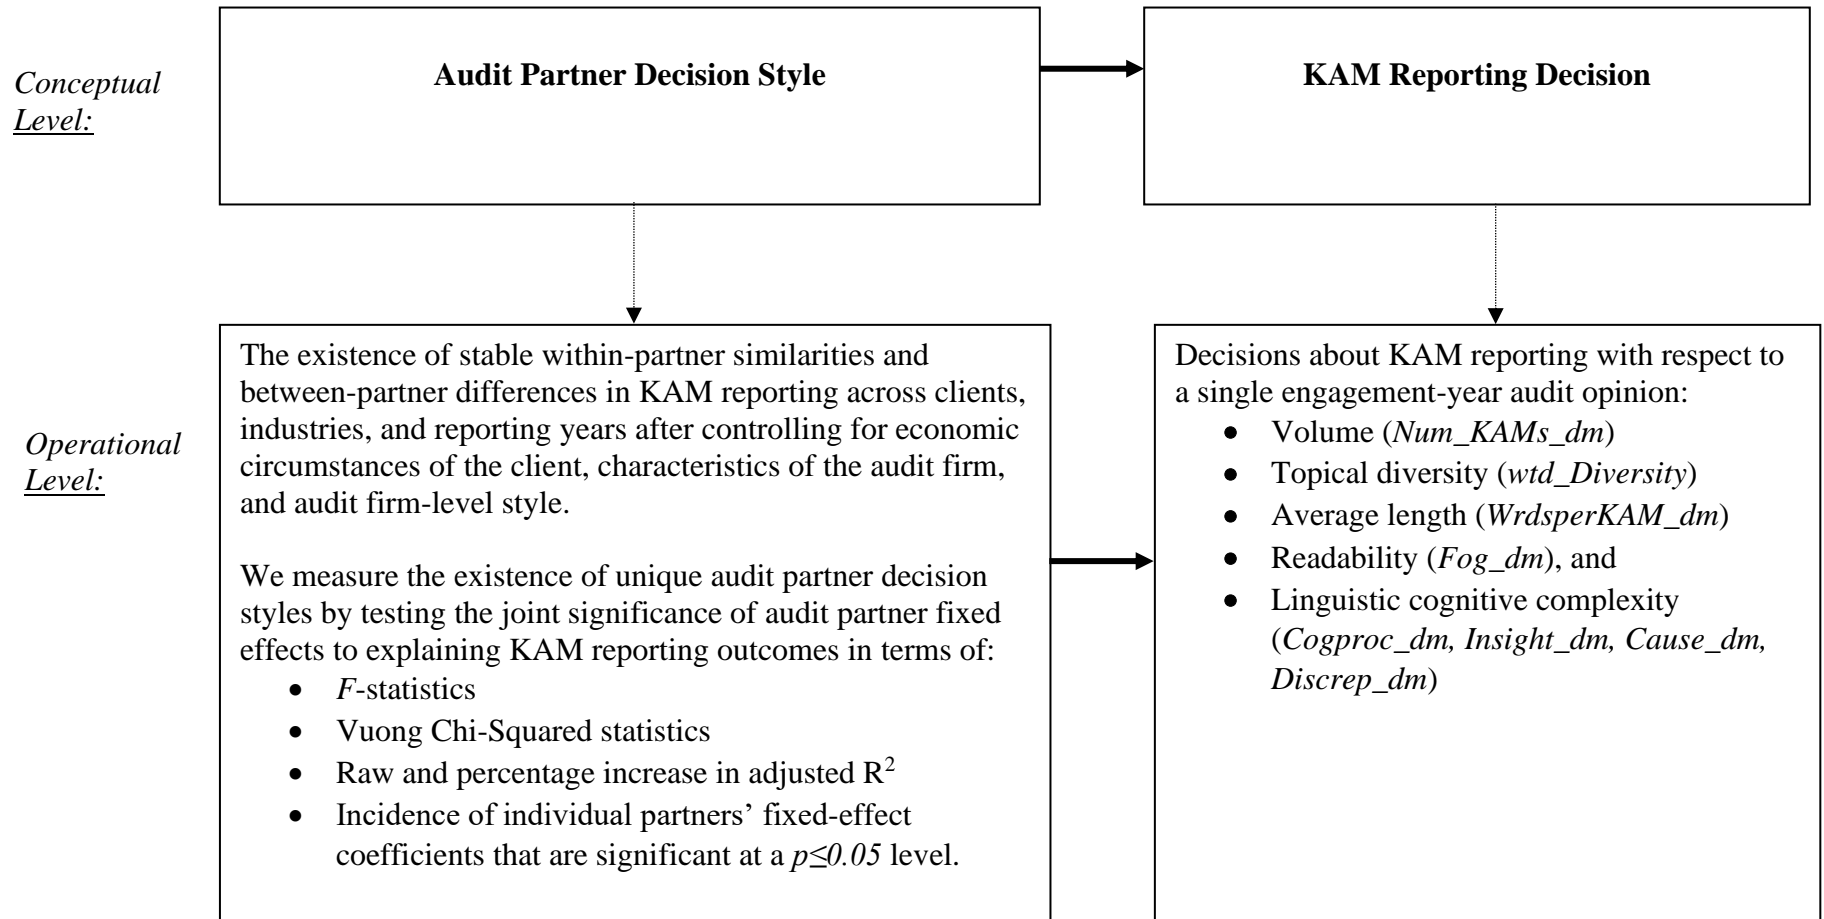 Conceptual
Level:
Audit Partner Decision Style
KAM Reporting Decision
Operational
Level:
The existence of stable within-partner similarities and
between-partner differences in KAM reporting across clients,
industries, and reporting years after controlling for economic
circumstances of the client, characteristics of the audit firm,
and audit firm-level style.
We measure the existence of unique audit partner decision
styles by testing the joint significance of audit partner fixed
effects to explaining KAM reporting outcomes in terms of:
• F-statistics
• Vuong Chi-Squared statistics
• Raw and percentage increase in adjusted R²
• Incidence of individual partners’ fixed-effect
coefficients that are significant at a p≤0.05 level.
Decisions about KAM reporting with respect to
a single engagement-year audit opinion:
• Volume (Num_KAMs_dm)
• Topical diversity (wtd_Diversity)
• Average length (WrdsperKAM_dm)
• Readability (Fog_dm), and
• Linguistic cognitive complexity
(Cogproc_dm, Insight_dm, Cause_dm,
Discrep_dm)